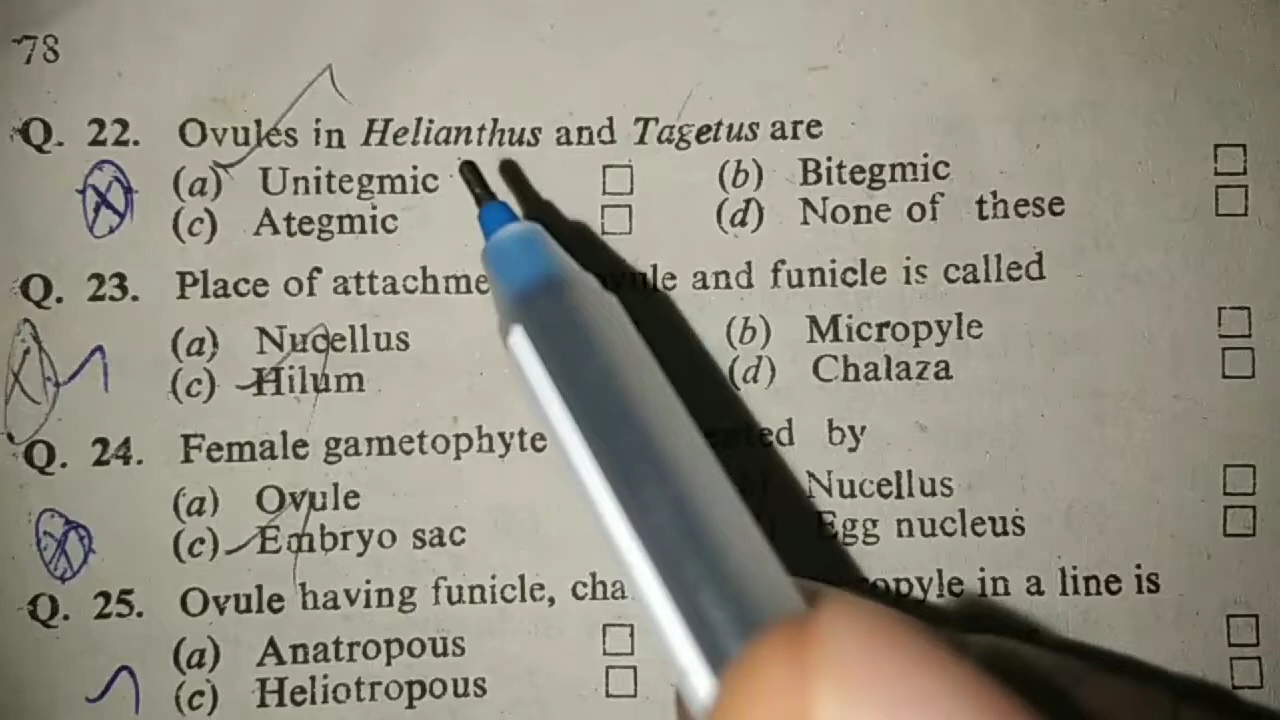 78
Q. 22. Ovules in Helianthus and Tagetus are
(a) Unitegmic (b) Bitegmic
(c) Ategmic (d) None of these
Q. 23. Place of attachme and funicle is called
(a) Nucellus (b) Micropyle
(c) Hilum (d) Chalaza
Q. 24. Female gametophyte by
(a) Ovule Nucellus
(c) Embryo sac Egg nucleus
Q. 25. Ovule having funicle, cha opyle in a line is
(a) Anatropous
(c) Heliotropous